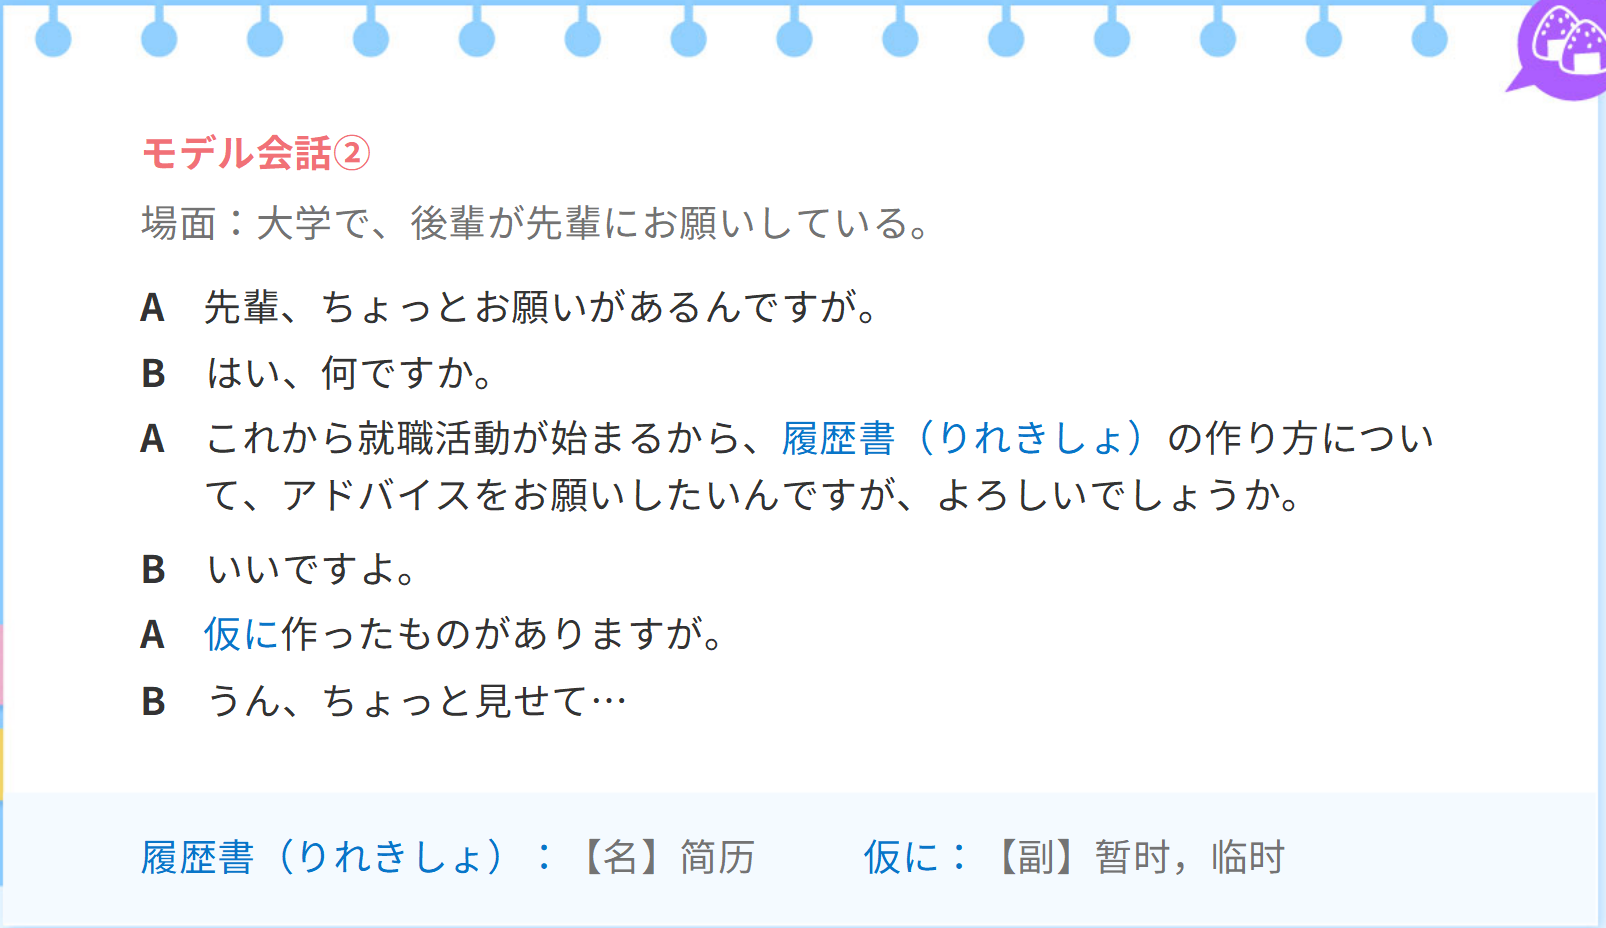 モデル会話②
場面：大学で、後輩が先輩にお願いしている。
A 先輩、ちょっとお願いがあるんですが。
B はい、何ですか。
A これから就職活動が始まるから、履歴書（りれきしょ）の作り方につい
て、アドバイスをお願いしたいんですが、よろしいでしょうか。
B いいですよ。
A 仮に作ったものがありますが。
B うん、ちょっと見せて…
履歴書（りれきしょ）：【名】简历 仮に：【副】暂时，临时